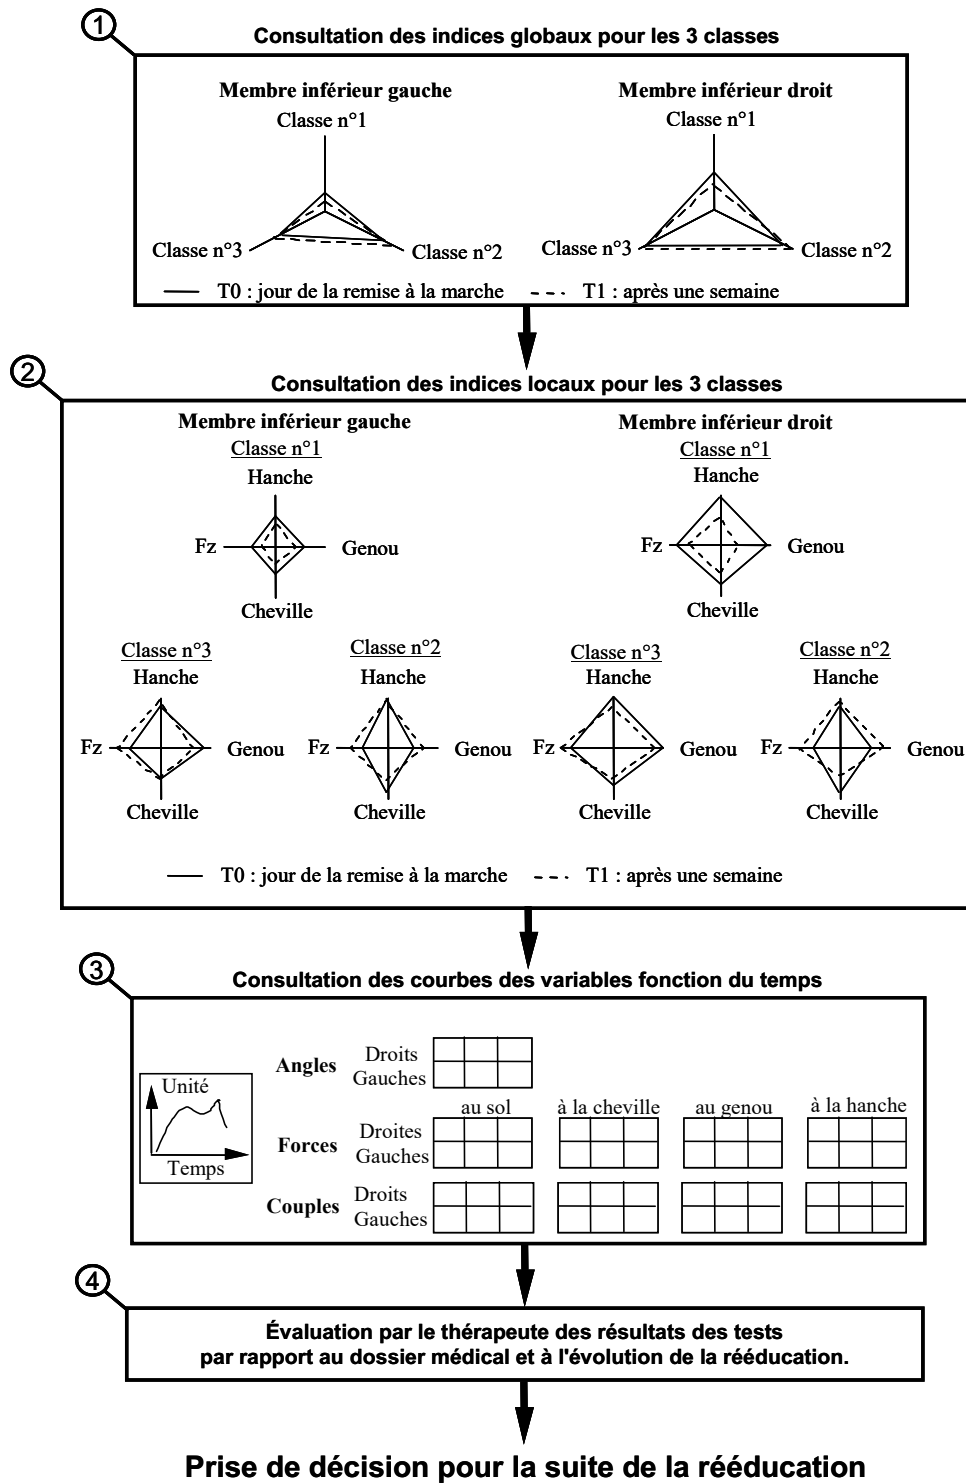 1
Consultation des indices globaux pour les 3 classes
Membre inférieur gauche
Classe n°1
Classe n°3
Classe n°2
Membre inférieur droit
Classe n°1
Classe n°3
Classe n°2
T0 : jour de la remise à la marche
T1 : après une semaine
2
Consultation des indices locaux pour les 3 classes
Membre inférieur gauche
Classe n°1
Hanche
Fz
Genou
Cheville
Classe n°3
Hanche
Fz
Genou
Cheville
Classe n°2
Hanche
Fz
Genou
Cheville
Membre inférieur droit
Classe n°1
Hanche
Fz
Genou
Cheville
Classe n°3
Hanche
Fz
Genou
Cheville
Classe n°2
Hanche
Fz
Genou
Cheville
T0 : jour de la remise à la marche
T1 : après une semaine
3
Consultation des courbes des variables fonction du temps
Unité
Temps
Angles
Droits
Gauches
au sol
à la cheville
au genou
à la hanche
Forces
Droites
Gauches
Couples
Droits
Gauches
4
Évaluation par le thérapeute des résultats des tests
par rapport au dossier médical et à l'évolution de la rééducation.
Prise de décision pour la suite de la rééducation